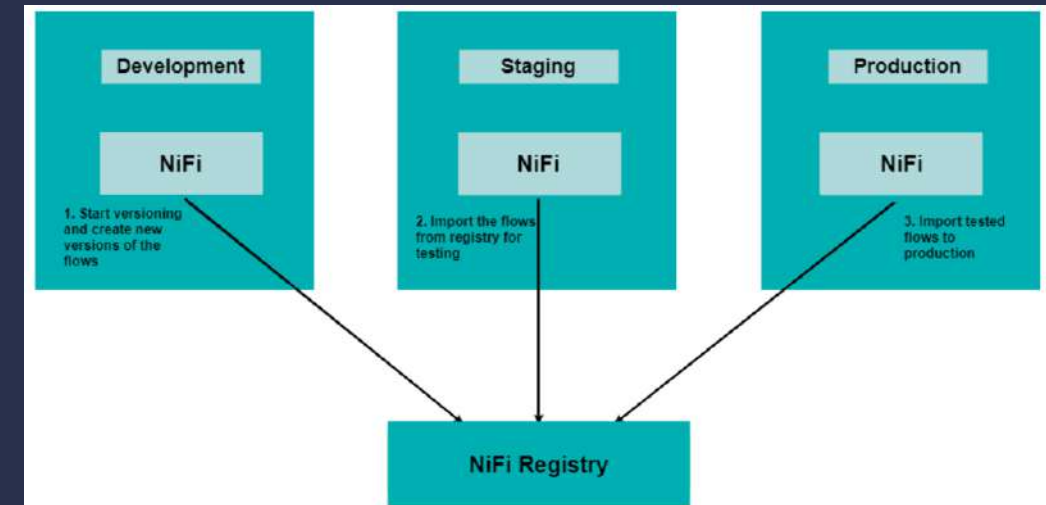 Development
NiFi
1. Start versioning
and create new
versions of the
flows
Staging
NiFi
2. Import the flows
from registry for
testing
Production
NiFi
3. Import tested
flows to
production
NiFi Registry